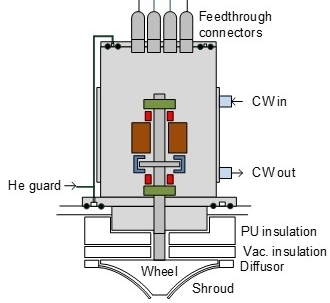 Feedthrough
connectors
CW in
CW out
He guard
PU insulation
Vac. insulation
Diffusor
Wheel
Shroud